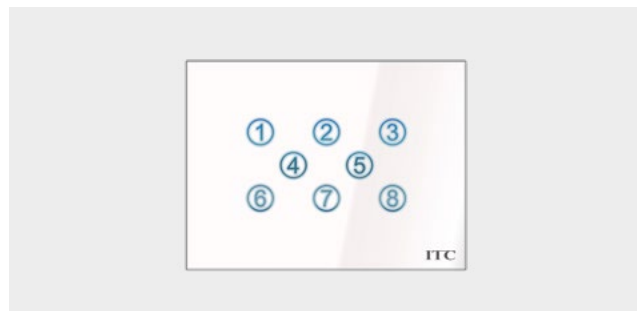 ① ② ③
④ ⑤
⑥ ⑦ ⑧
ITC